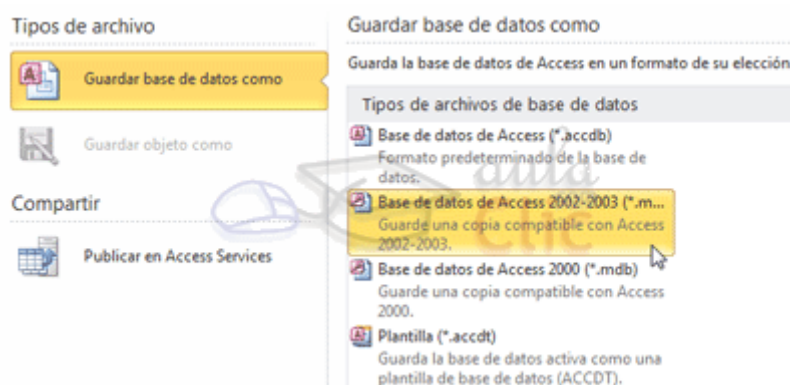 Tipos de archivo
Guardar base de datos como
Guardar objeto como
Compartir
Publicar en Access Services
Guardar base de datos como
Guarda la base de datos de Access en un formato de su elección
Tipos de archivos de base de datos
Base de datos de Access (*.accdb)
Formato predeterminado de la base de
datos.
Base de datos de Access 2002-2003 (*.m...
Guarde una copia compatible con Access
2002-2003.
Base de datos de Access 2000 (*.mdb)
Guarde una copia compatible con Access
2000.
Plantilla (*.accdt)
Guarda la base de datos activa como una
plantilla de base de datos (ACCDT).
aula
Clic